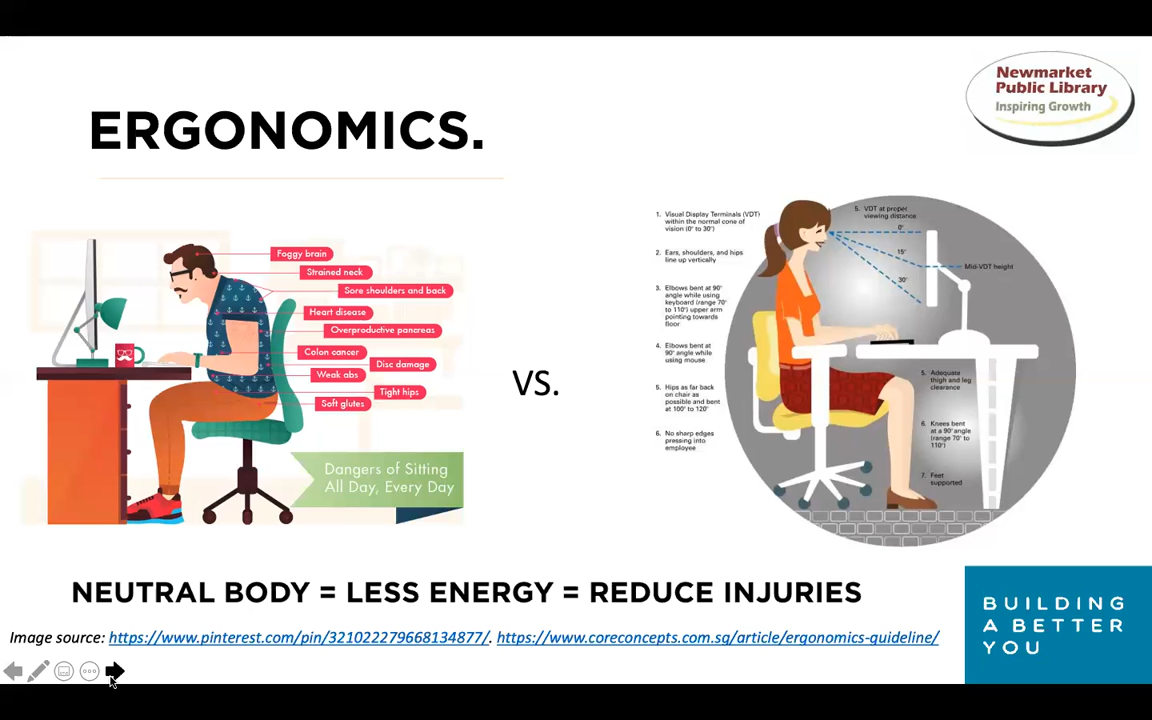 Newmarket
Public Library
Inspiring Growth
ERGONOMICS.
Foggy brain
Strained neck
Sore shoulders and back
Heart disease
Overproductive pancreas
Colon cancer
Disc damage
Weak abs
Tight hips
Soft glutes
Dangers of Sitting
All Day, Every Day
VS.
1. Visual Display Terminals (VDT)
within the normal cone of
vision (0° to 30°)
2. Ears, shoulders, and hips
line up vertically
3. Elbows bent at 90°
angle while using
keyboard (range 70°
to 110°) upper arm
pointing towards
floor
4. Elbows bent at
90° angle while
using mouse
5. Hips as far back
on chair as
possible and bent
at 100° to 120°
6. No sharp edges
pressing into
employee
5. VDT at proper
viewing distance
0°
15°
Mid-VDT height
30°
5. Adequate
thigh and leg
clearance
6. Knees bent
at a 90° angle
(range 70° to
110°)
7. Feet
supported
NEUTRAL BODY = LESS ENERGY = REDUCE INJURIES
Image source: https://www.pinterest.com/pin/321022279668134877/. https://www.coreconcepts.com.sg/article/ergonomics-guideline/
BUILDING
A BETTER
YOU